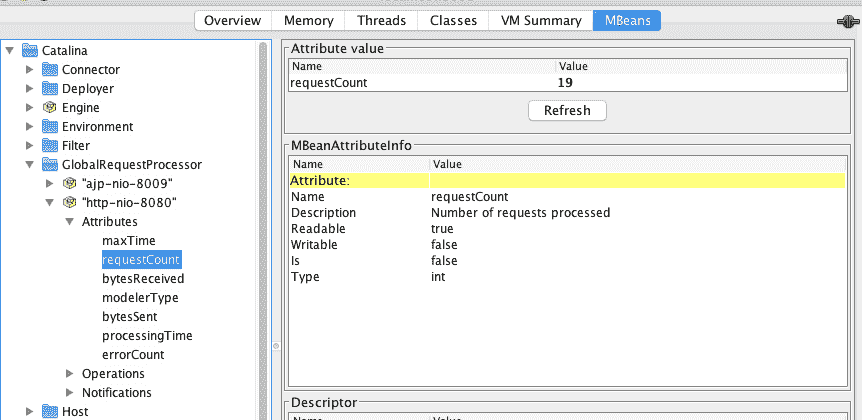 Overview Memory Threads Classes VM Summary MBeans
Catalina
Connector
Deployer
Engine
Environment
Filter
GlobalRequestProcessor
"ajp-nio-8009"
"http-nio-8080"
Attributes
maxTime
requestCount
bytesReceived
modelerType
bytesSent
processingTime
errorCount
Operations
Notifications
Host
Attribute value
Name Value
requestCount 19
Refresh
MBeanAttributeInfo
Name Value
Attribute:
Name requestCount
Description Number of requests processed
Readable true
Writable false
Is false
Type int
Descriptor
Name Value